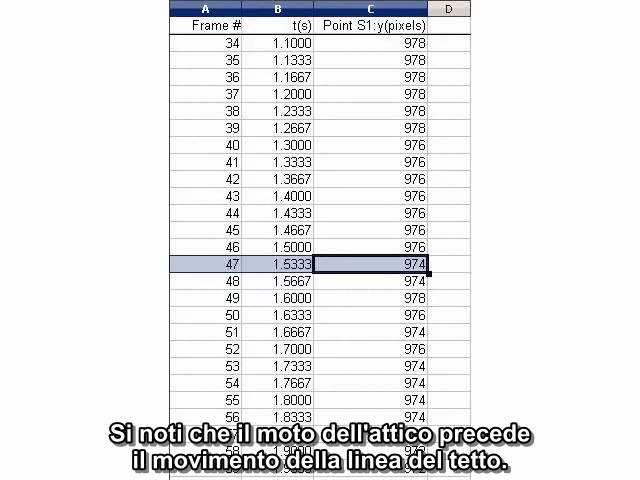 A B C D
Frame # t(s) Point S1:y(pixels)
34 1.1000 978
35 1.1333 978
36 1.1667 978
37 1.2000 978
38 1.2333 978
39 1.2667 978
40 1.3000 976
41 1.3333 976
42 1.3667 976
43 1.4000 976
44 1.4333 976
45 1.4667 976
46 1.5000 976
47 1.5333 974
48 1.5667 974
49 1.6000 978
50 1.6333 976
51 1.6667 974
52 1.7000 976
53 1.7333 974
54 1.7667 974
55 1.8000 974
56 1.8333 974
Si noti che il moto dell'attico precede
il movimento della linea del tetto.